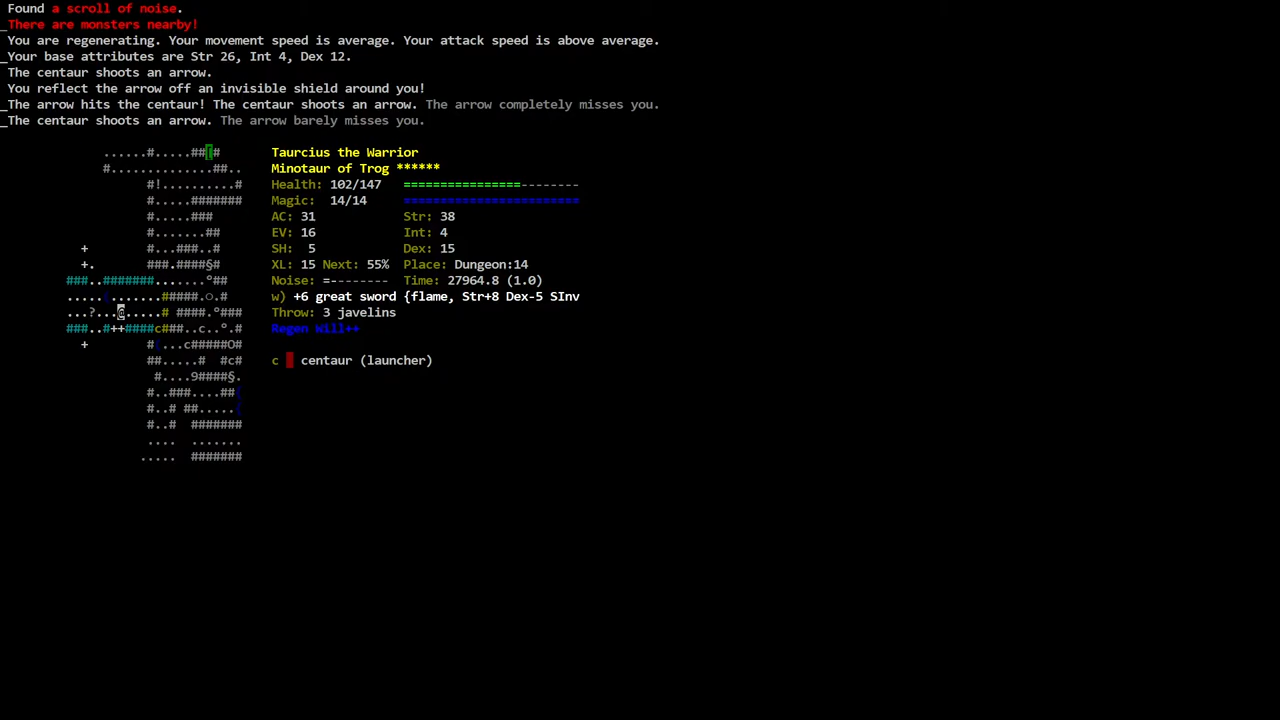 Found a scroll of noise.
_There are monsters nearby!
You are regenerating. Your movement speed is average. Your attack speed is above average.
_Your base attributes are Str 26, Int 4, Dex 12.
The centaur shoots an arrow.
You reflect the arrow off an invisible shield around you!
_The arrow hits the centaur! The centaur shoots an arrow. The arrow completely misses you.
_The centaur shoots an arrow. The arrow barely misses you.
......#.....##[# Taurcius the Warrior
#.............##.. Minotaur of Trog ******
#!..........# Health: 102/147 ================--------
#.....####### Magic: 14/14 ========================
#.....### AC: 31 Str: 38
#.......## EV: 16 Int: 4
+ #...###..# SH: 5 Dex: 15
+. ###.####§# XL: 15 Next: 55% Place: Dungeon:14
###..#######.......°## Noise: =-------- Time: 27964.8 (1.0)
.....(.......#####.○.# w) +6 great sword {flame, Str+8 Dex-5 SInv
...?...@.....# ####.°### Throw: 3 javelins
###..#++####c###..c..°.# Regen Will++
+ #(...c#####O#
##.....# #c# c centaur (launcher)
#....9####§.
#..###....##(
#..# ##.....(
#..# #######
.... .......
..... #######